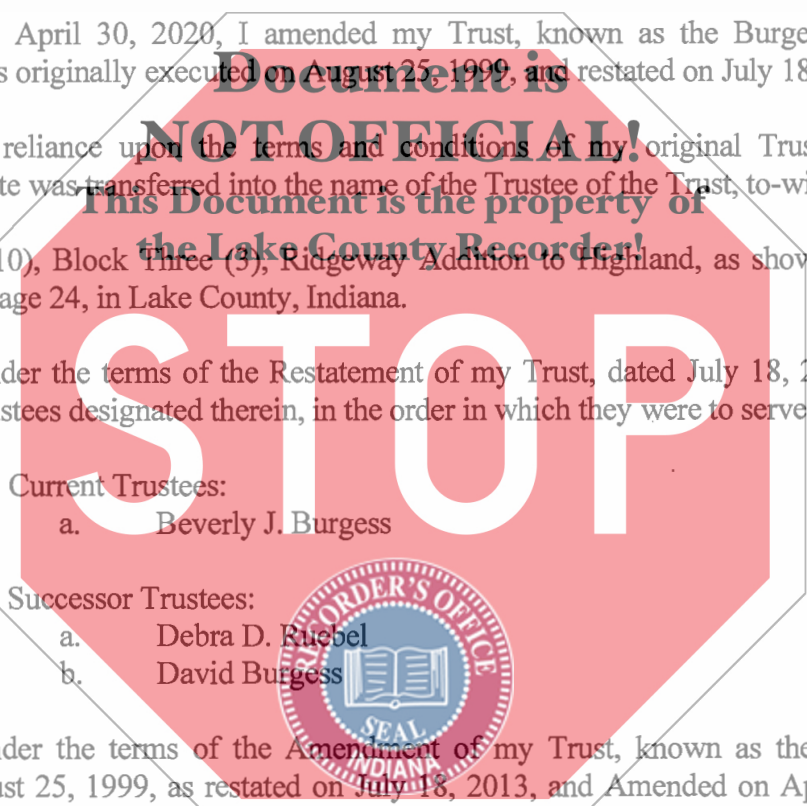 April 30, 2020, I amended my Trust, known as the Burge
s originally executed on August 25, 1999, and restated on July 18
Document is
NOT OFFICIAL!
This Document is the property of
the Lake County Recorder!
reliance upon the terms and conditions of my original Trus
te was transferred into the name of the Trustee of the Trust, to-wi
10), Block Three (3), Ridgeway Addition to Highland, as show
age 24, in Lake County, Indiana.
STOP
der the terms of the Restatement of my Trust, dated July 18, 2
stees designated therein, in the order in which they were to serve
Current Trustees:
a. Beverly J. Burgess
Successor Trustees:
a. Debra D. Ruebel
b. David Burgess
RECORDER'S OFFICE
SEAL
INDIANA
der the terms of the Amendment of my Trust, known as the
ust 25, 1999, as restated on July 18, 2013, and Amended on Ap